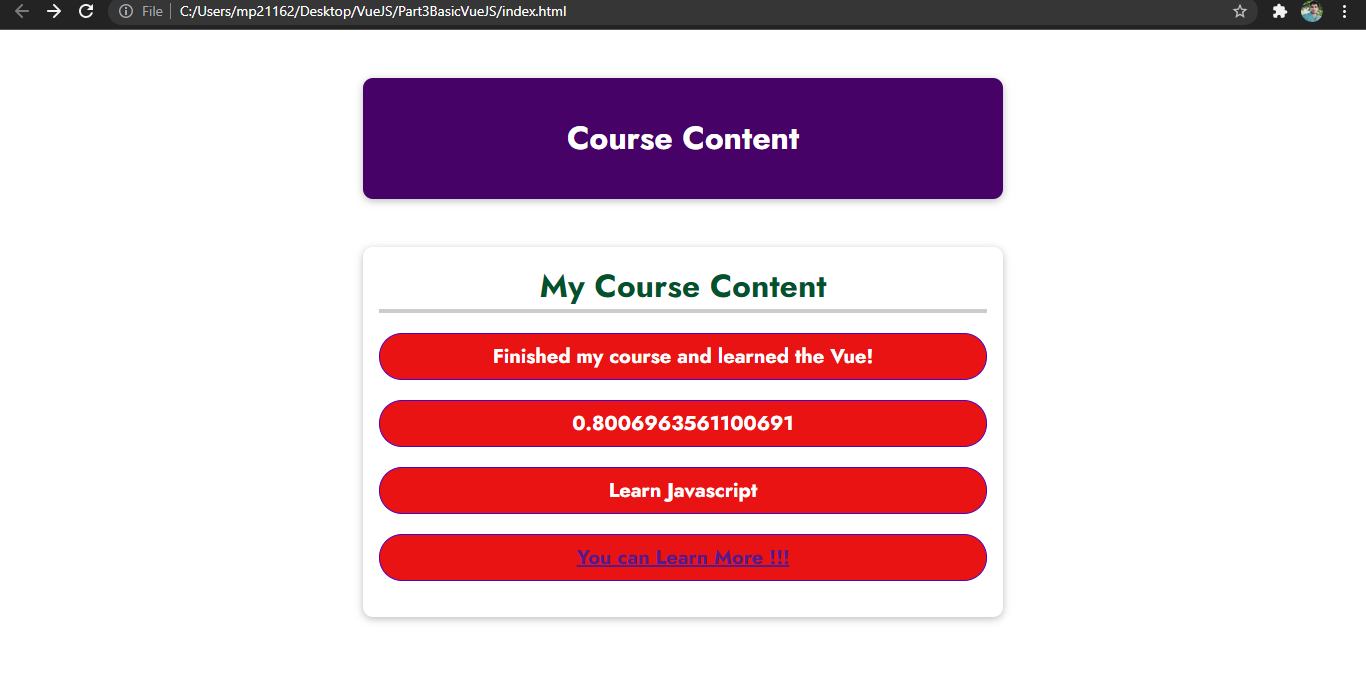 File
C:/Users/mp21162/Desktop/VueJS/Part3BasicVueJS/index.html
Course Content
My Course Content
Finished my course and learned the Vue!
0.8006963561100691
Learn Javascript
You can Learn More !!!